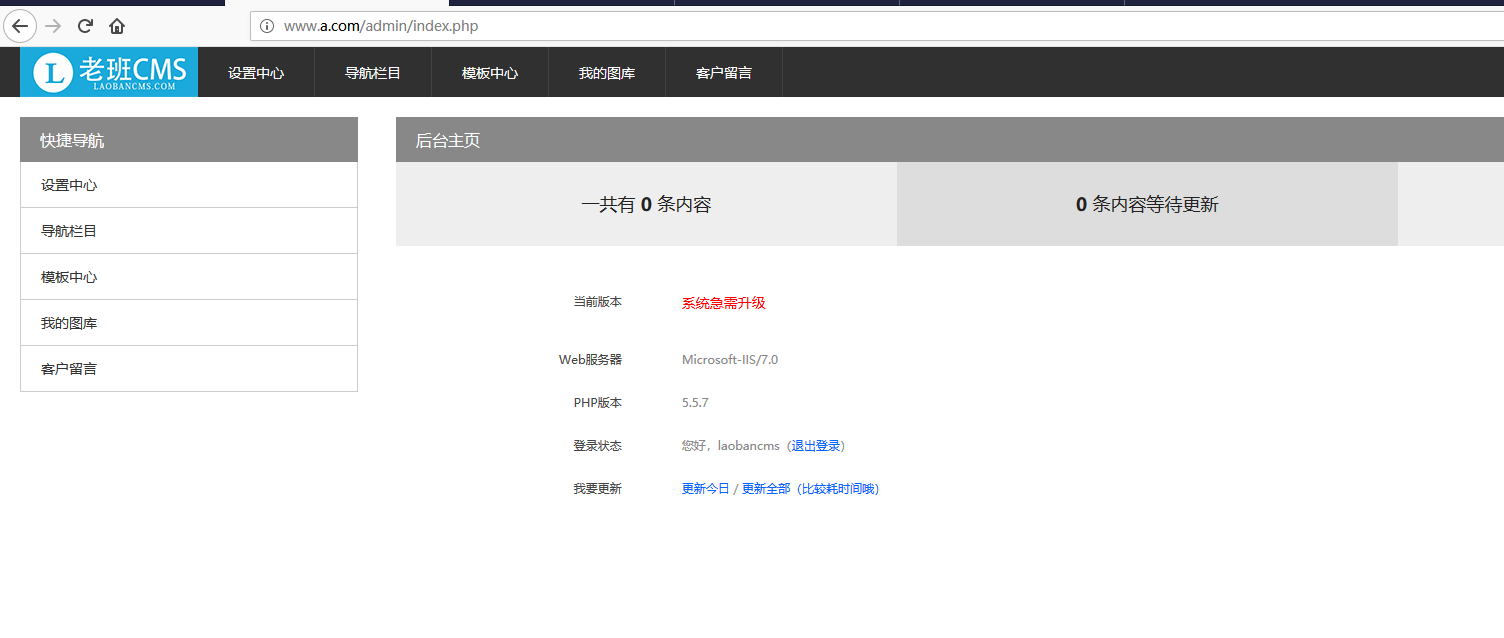 www.a.com/admin/index.php
L 老班CMS
LAOBANCMS.COM
设置中心 导航栏目 模板中心 我的图库 客户留言
快捷导航
设置中心
导航栏目
模板中心
我的图库
客户留言
后台主页
一共有 0 条内容 0 条内容等待更新
当前版本 系统急需升级
Web服务器 Microsoft-IIS/7.0
PHP版本 5.5.7
登录状态 您好，laobancms（退出登录）
我要更新 更新今日 / 更新全部（比较耗时间哦）